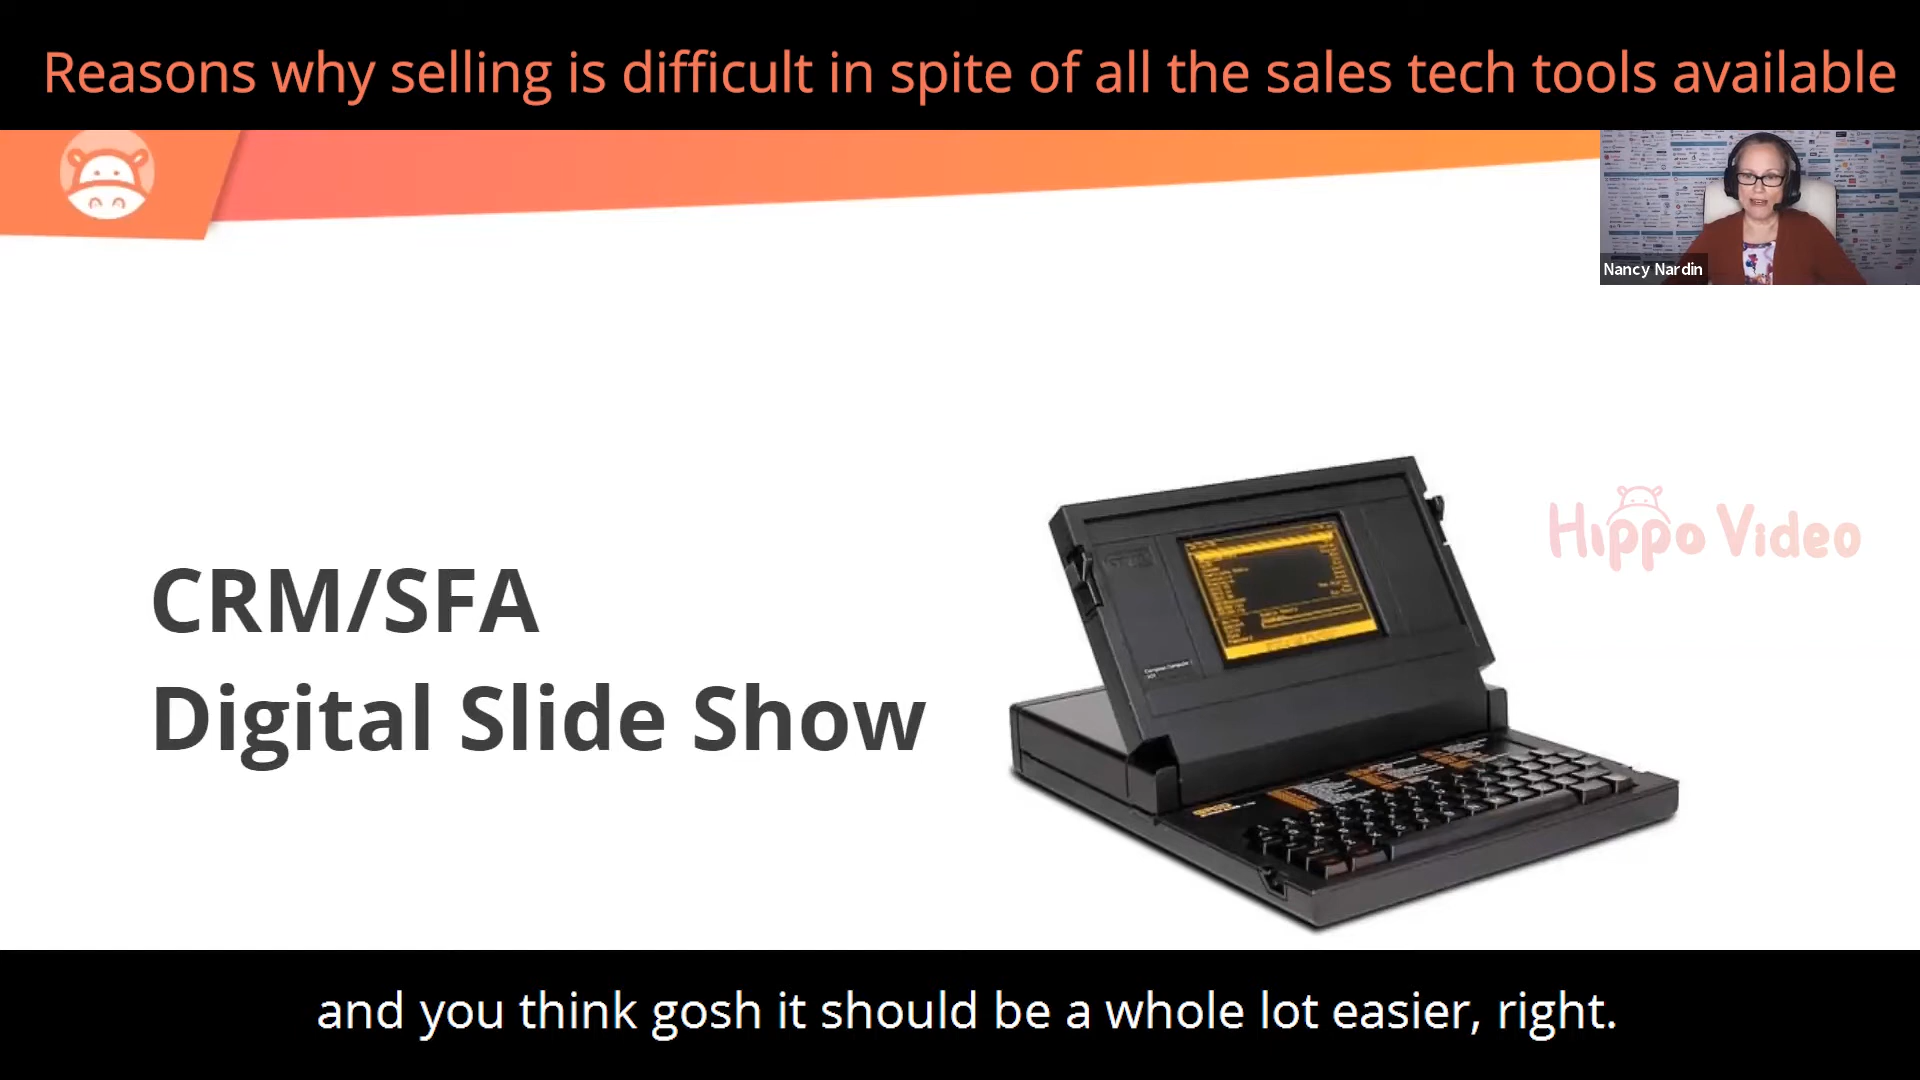 Reasons why selling is difficult in spite of all the sales tech tools available
Nancy Nardin
Hippo Video
CRM/SFA
Digital Slide Show
and you think gosh it should be a whole lot easier, right.